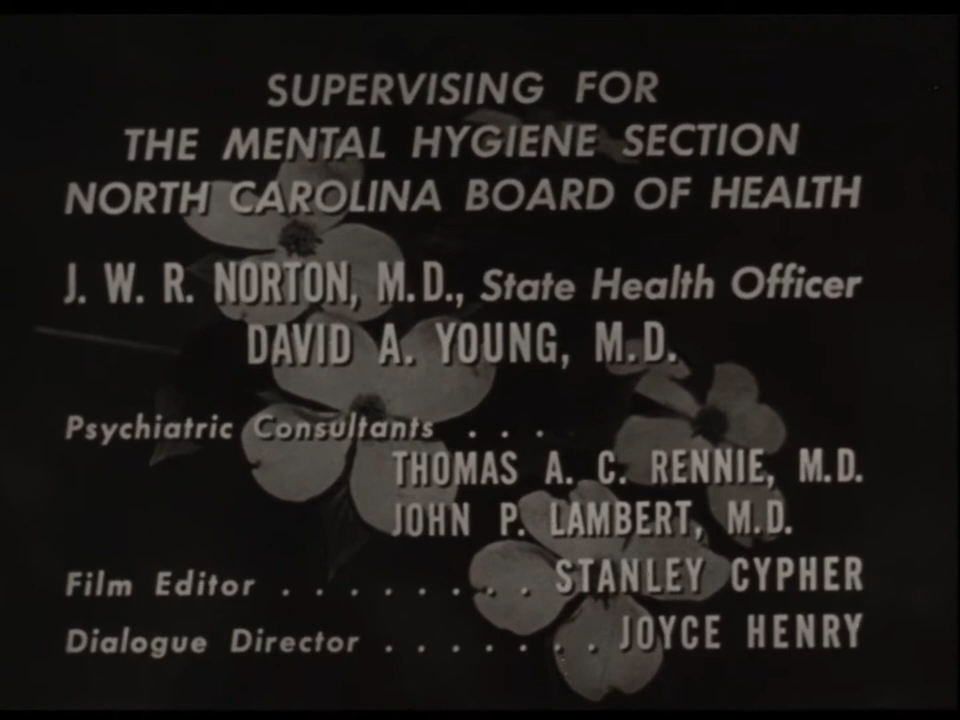 SUPERVISING FOR
THE MENTAL HYGIENE SECTION
NORTH CAROLINA BOARD OF HEALTH
J. W. R. NORTON, M.D., State Health Officer
DAVID A. YOUNG, M.D.
Psychiatric Consultants . . .
THOMAS A. C. RENNIE, M.D.
JOHN P. LAMBERT, M.D.
Film Editor . . . . . . . . . STANLEY CYPHER
Dialogue Director . . . . . . . JOYCE HENRY